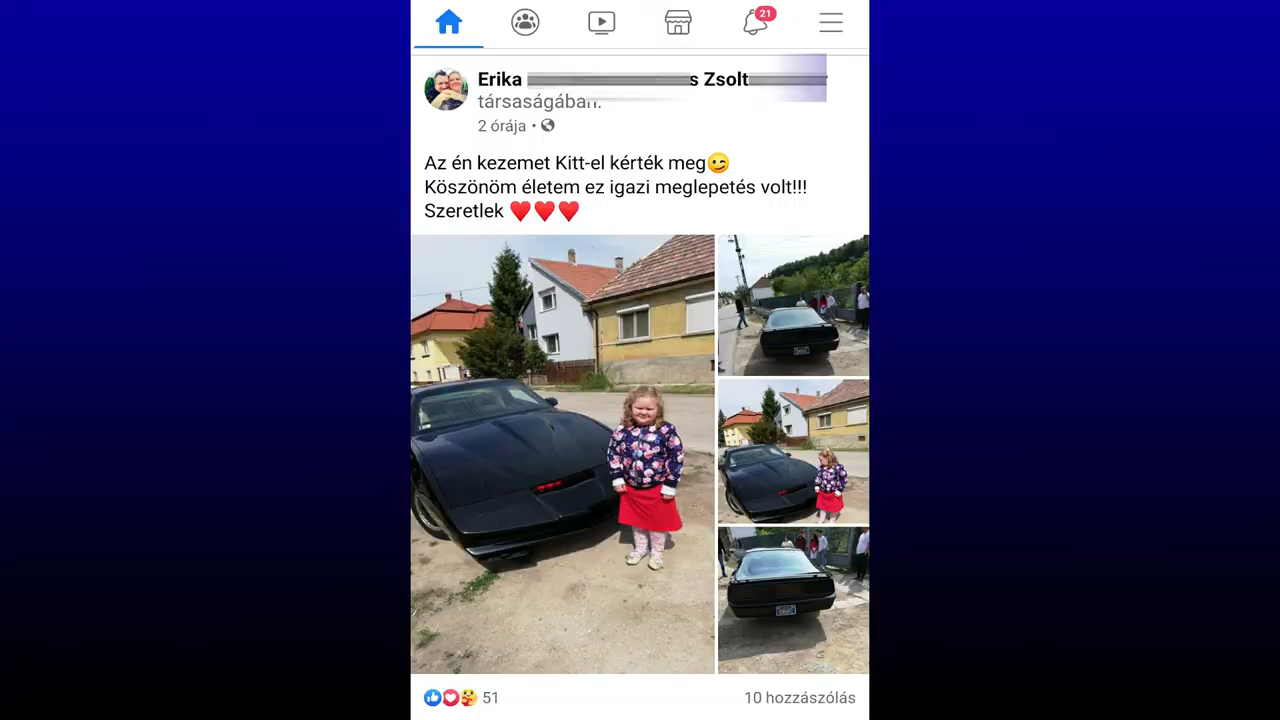 21
Erika s Zsolt
társaságában.
2 órája •
Az én kezemet Kitt-el kérték meg😉
Köszönöm életem ez igazi meglepetés volt!!!
Szeretlek ❤️❤️❤️
51
10 hozzászólás